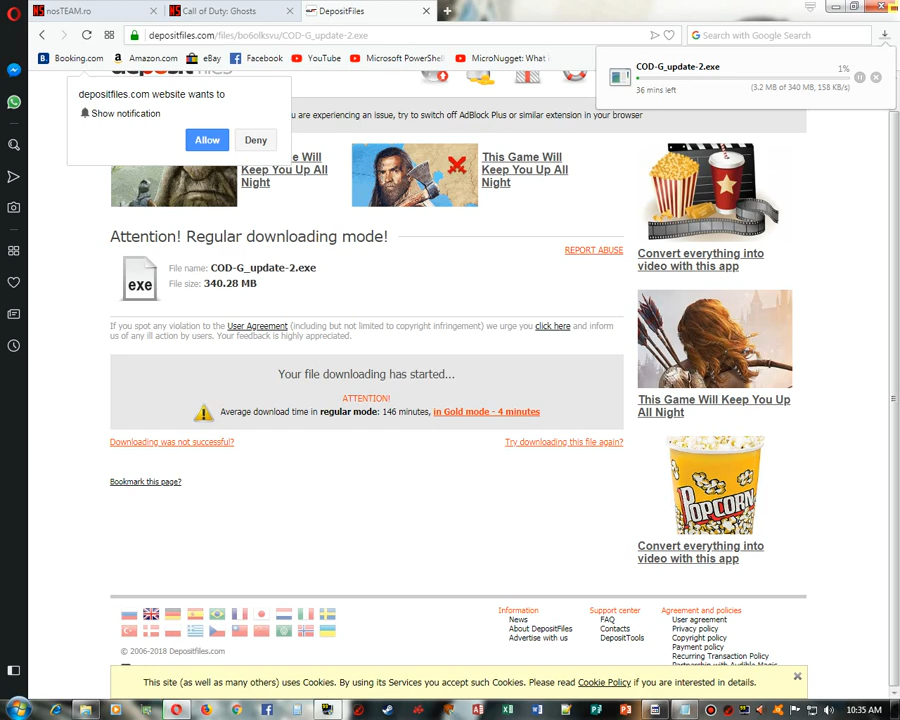 nosTEAM.ro
Call of Duty: Ghosts
DepositFiles
depositfiles.com/files/bo6olksvu/COD-G_update-2.exe
Search with Google Search
Booking.com
Amazon.com
eBay
Facebook
YouTube
Microsoft PowerShell
MicroNugget: What i
COD-G_update-2.exe
1%
36 mins left
(3.2 MB of 340 MB, 158 KB/s)
depositfiles.com website wants to
Show notification
Allow
Deny
u are experiencing an issue, try to switch off AdBlock Plus or similar extension in your browser
e Will
Keep You Up All
Night
This Game Will
Keep You Up All
Night
Convert everything into
video with this app
Attention! Regular downloading mode!
REPORT ABUSE
exe
File name: COD-G_update-2.exe
File size: 340.28 MB
If you spot any violation to the User Agreement (including but not limited to copyright infringement) we urge you click here and inform
us of any ill action by users. Your feedback is highly appreciated.
Your file downloading has started...
ATTENTION!
Average download time in regular mode: 146 minutes, in Gold mode - 4 minutes
Downloading was not successful?
Try downloading this file again?
This Game Will Keep You Up
All Night
Bookmark this page?
POPCORN
Convert everything into
video with this app
Information
News
About DepositFiles
Advertise with us
Support center
FAQ
Contacts
DepositTools
Agreement and policies
User agreement
Privacy policy
Copyright policy
Payment policy
Recurring Transaction Policy
Partnership with Audible Magic
© 2006-2018 DepositFiles.com
This site (as well as many others) uses Cookies. By using its Services you accept such Cookies. Please read Cookie Policy if you are interested in details.
10:35 AM